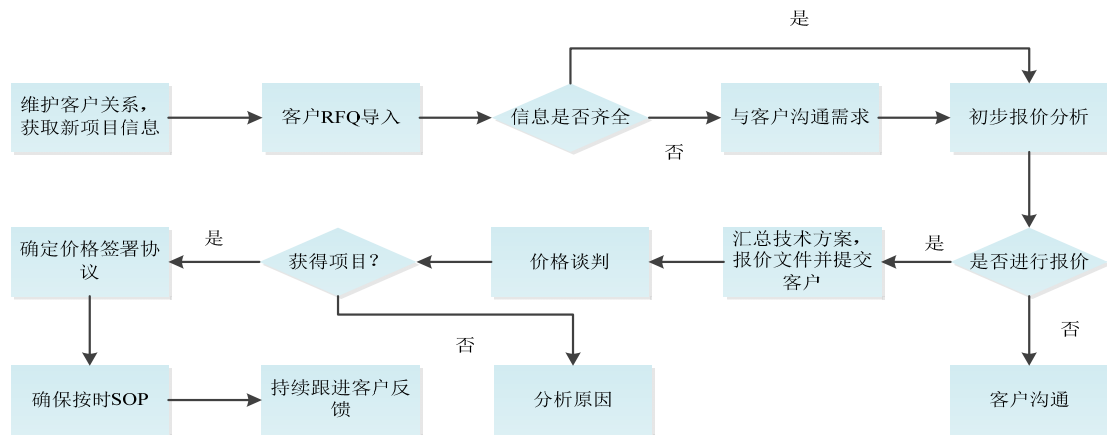 是
维护客户关系,
获取新项目信息
客户RFQ导入
信息是否齐全
否
与客户沟通需求
初步报价分析
确定价格签署协
议
是
获得项目？
价格谈判
汇总技术方案，
报价文件并提交
客户
是
是否进行报价
否
否
确保按时SOP
持续跟进客户反
馈
分析原因
客户沟通